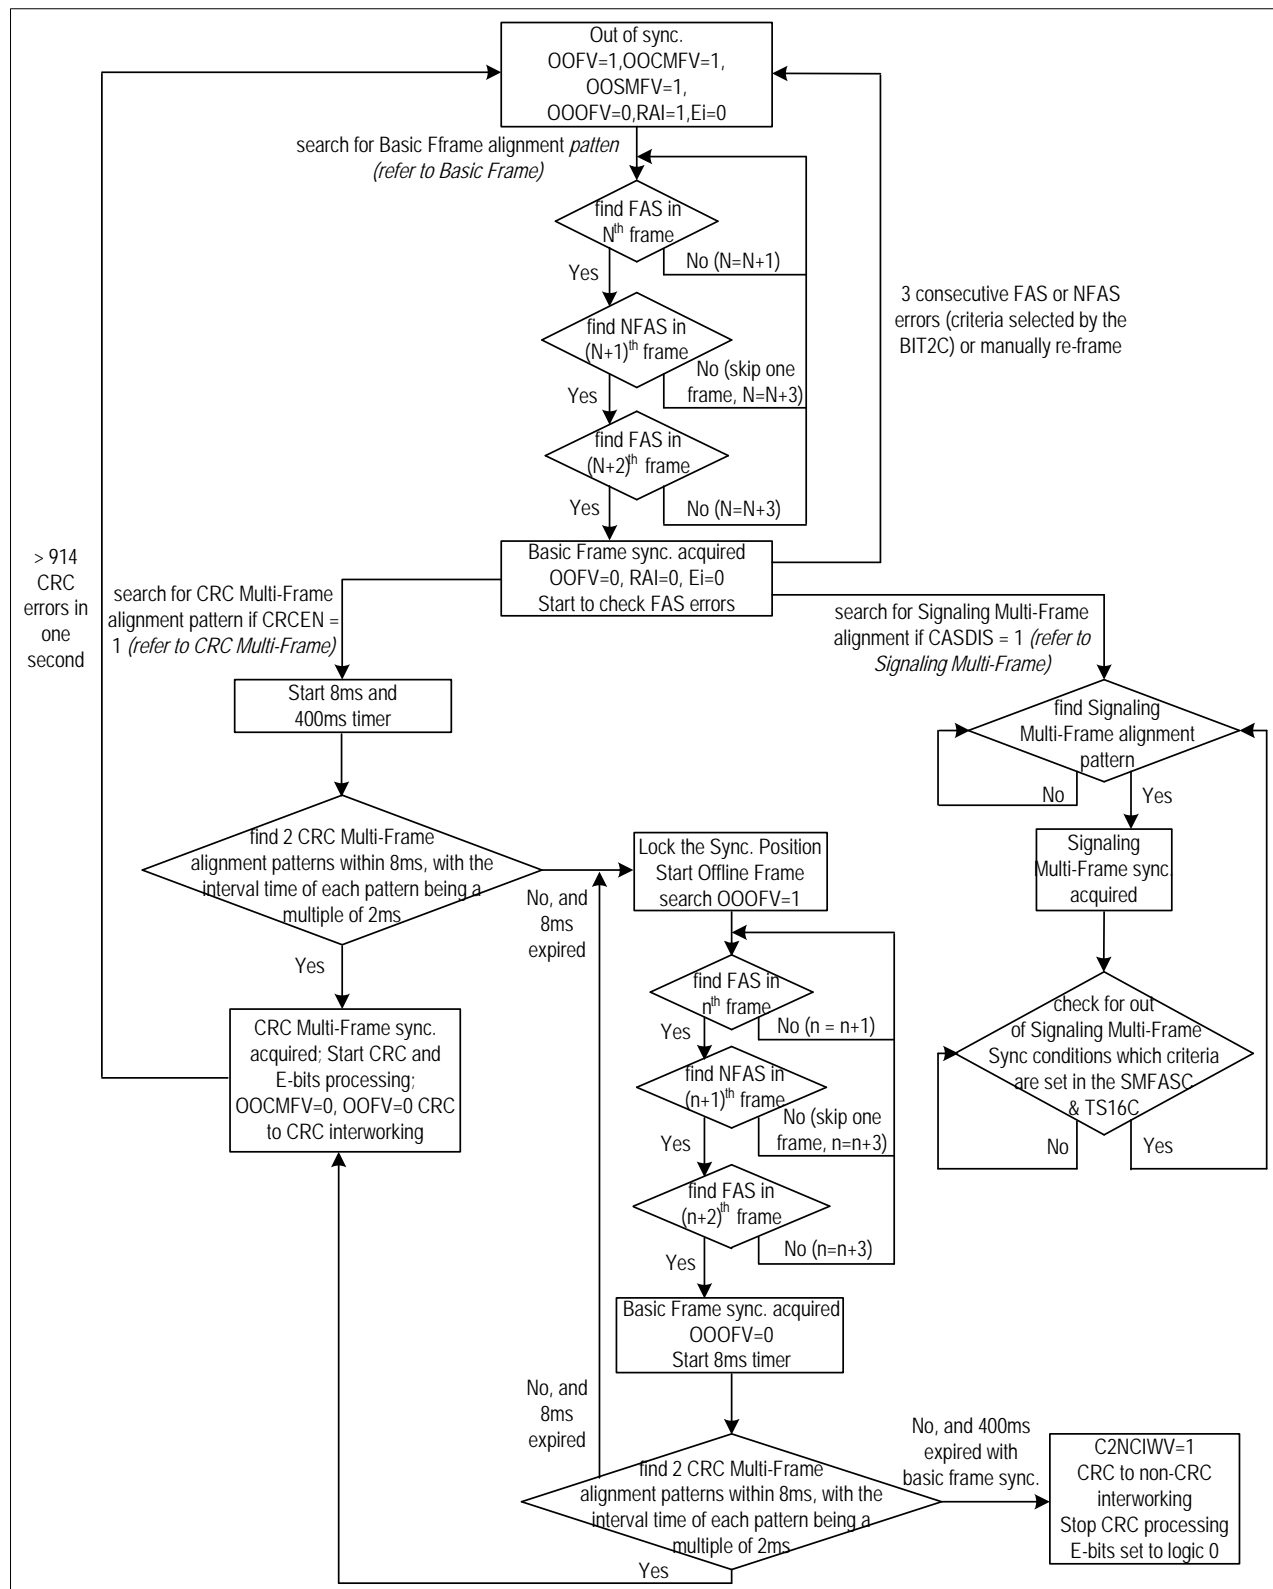 Out of sync.
OOFV=1,OOCMFV=1,
OOSMFV=1,
OOOFV=0,RAI=1,Ei=0
search for Basic Fframe alignment patten
(refer to Basic Frame)
find FAS in
Nth frame
No (N=N+1)
Yes
find NFAS in
(N+1)th frame
No (skip one
frame, N=N+3)
Yes
find FAS in
(N+2)th frame
No (N=N+3)
Yes
3 consecutive FAS or NFAS
errors (criteria selected by the
BIT2C) or manually re-frame
Basic Frame sync. acquired
OOFV=0, RAI=0, Ei=0
Start to check FAS errors
> 914
CRC
errors in
one
second
search for CRC Multi-Frame
alignment pattern if CRCEN =
1 (refer to CRC Multi-Frame)
search for Signaling Multi-Frame
alignment if CASDIS = 1 (refer to
Signaling Multi-Frame)
Start 8ms and
400ms timer
find Signaling
Multi-Frame alignment
pattern
No
Yes
find 2 CRC Multi-Frame
alignment patterns within 8ms, with the
interval time of each pattern being a
multiple of 2ms
No, and
8ms
expired
Yes
Lock the Sync. Position
Start Offline Frame
search OOOFV=1
Signaling
Multi-Frame sync.
acquired
find FAS in
nth frame
No (n = n+1)
Yes
CRC Multi-Frame sync.
acquired; Start CRC and
E-bits processing;
OOCMFV=0, OOFV=0 CRC
to CRC interworking
check for out
of Signaling Multi-Frame
Sync conditions which criteria
are set in the SMFASC
& TS16C
No
Yes
find NFAS in
(n+1)th frame
No (skip one
frame, n=n+3)
Yes
find FAS in
(n+2)th frame
No (n=n+3)
Yes
Basic Frame sync. acquired
OOOFV=0
Start 8ms timer
No, and
8ms
expired
find 2 CRC Multi-Frame
alignment patterns within 8ms, with the
interval time of each pattern being a
multiple of 2ms
Yes
No, and 400ms
expired with
basic frame sync.
C2NCIWV=1
CRC to non-CRC
interworking
Stop CRC processing
E-bits set to logic 0